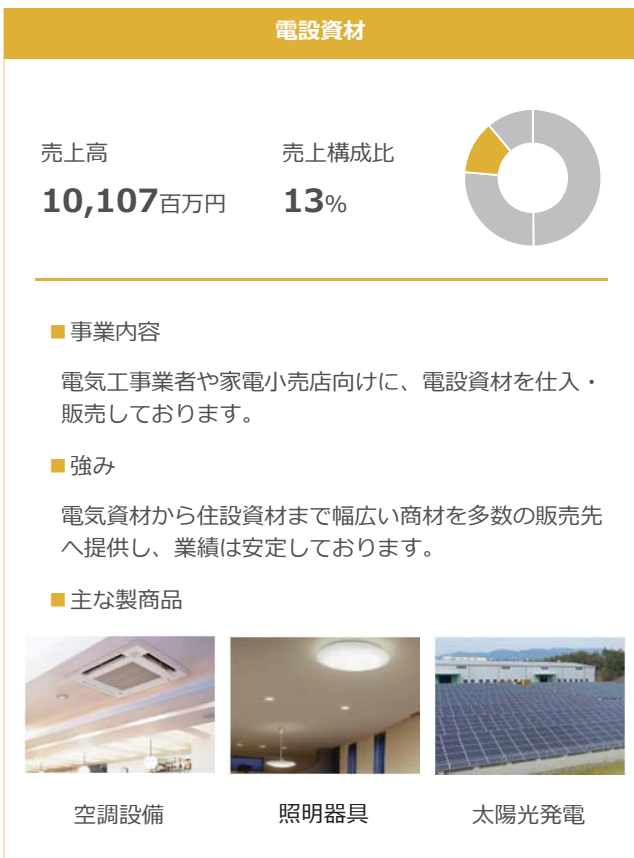 電設資材
売上高
売上構成比
10,107百万円
13%
■事業内容
電気工事業者や家電小売店向けに、電設資材を仕入・
販売しております。
■強み
電気資材から住設資材まで幅広い商材を多数の販売先
へ提供し、業績は安定しております。
■主な製商品
空調設備
照明器具
太陽光発電